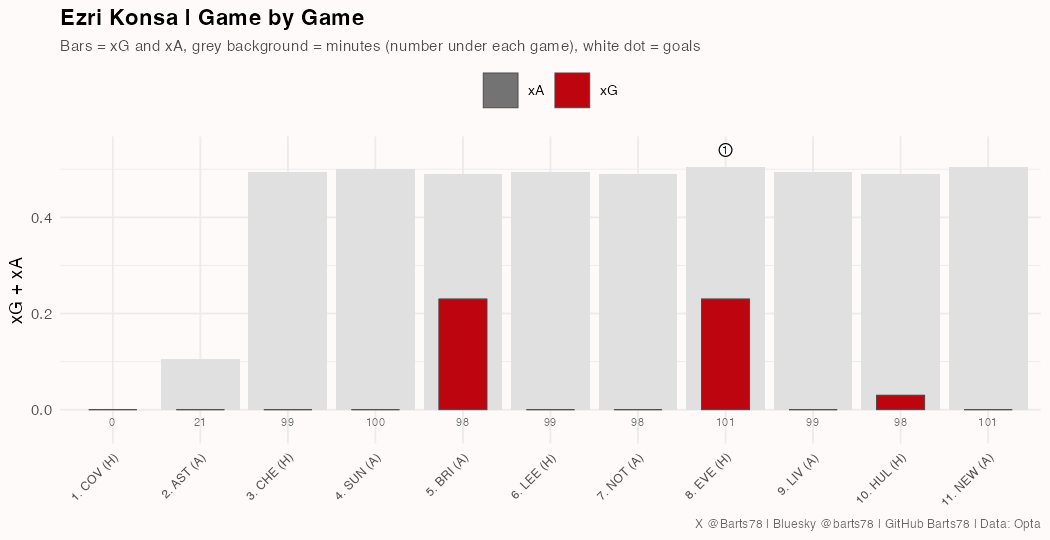 Ezri Konsa | Game by Game
Bars = xG and xA, grey background = minutes (number under each game), white dot = goals
xA xG
1
xG + xA
0.4
0.2
0.0
0 21 99 100 98 99 98 101 99 98 101
1. COV (H) 2. AST (A) 3. CHE (H) 4. SUN (A) 5. BRI (A) 6. LEE (H) 7. NOT (A) 8. EVE (H) 9. LIV (A) 10. HUL (H) 11. NEW (A)
X @Barts78 | Bluesky @barts78 | GitHub Barts78 | Data: Opta